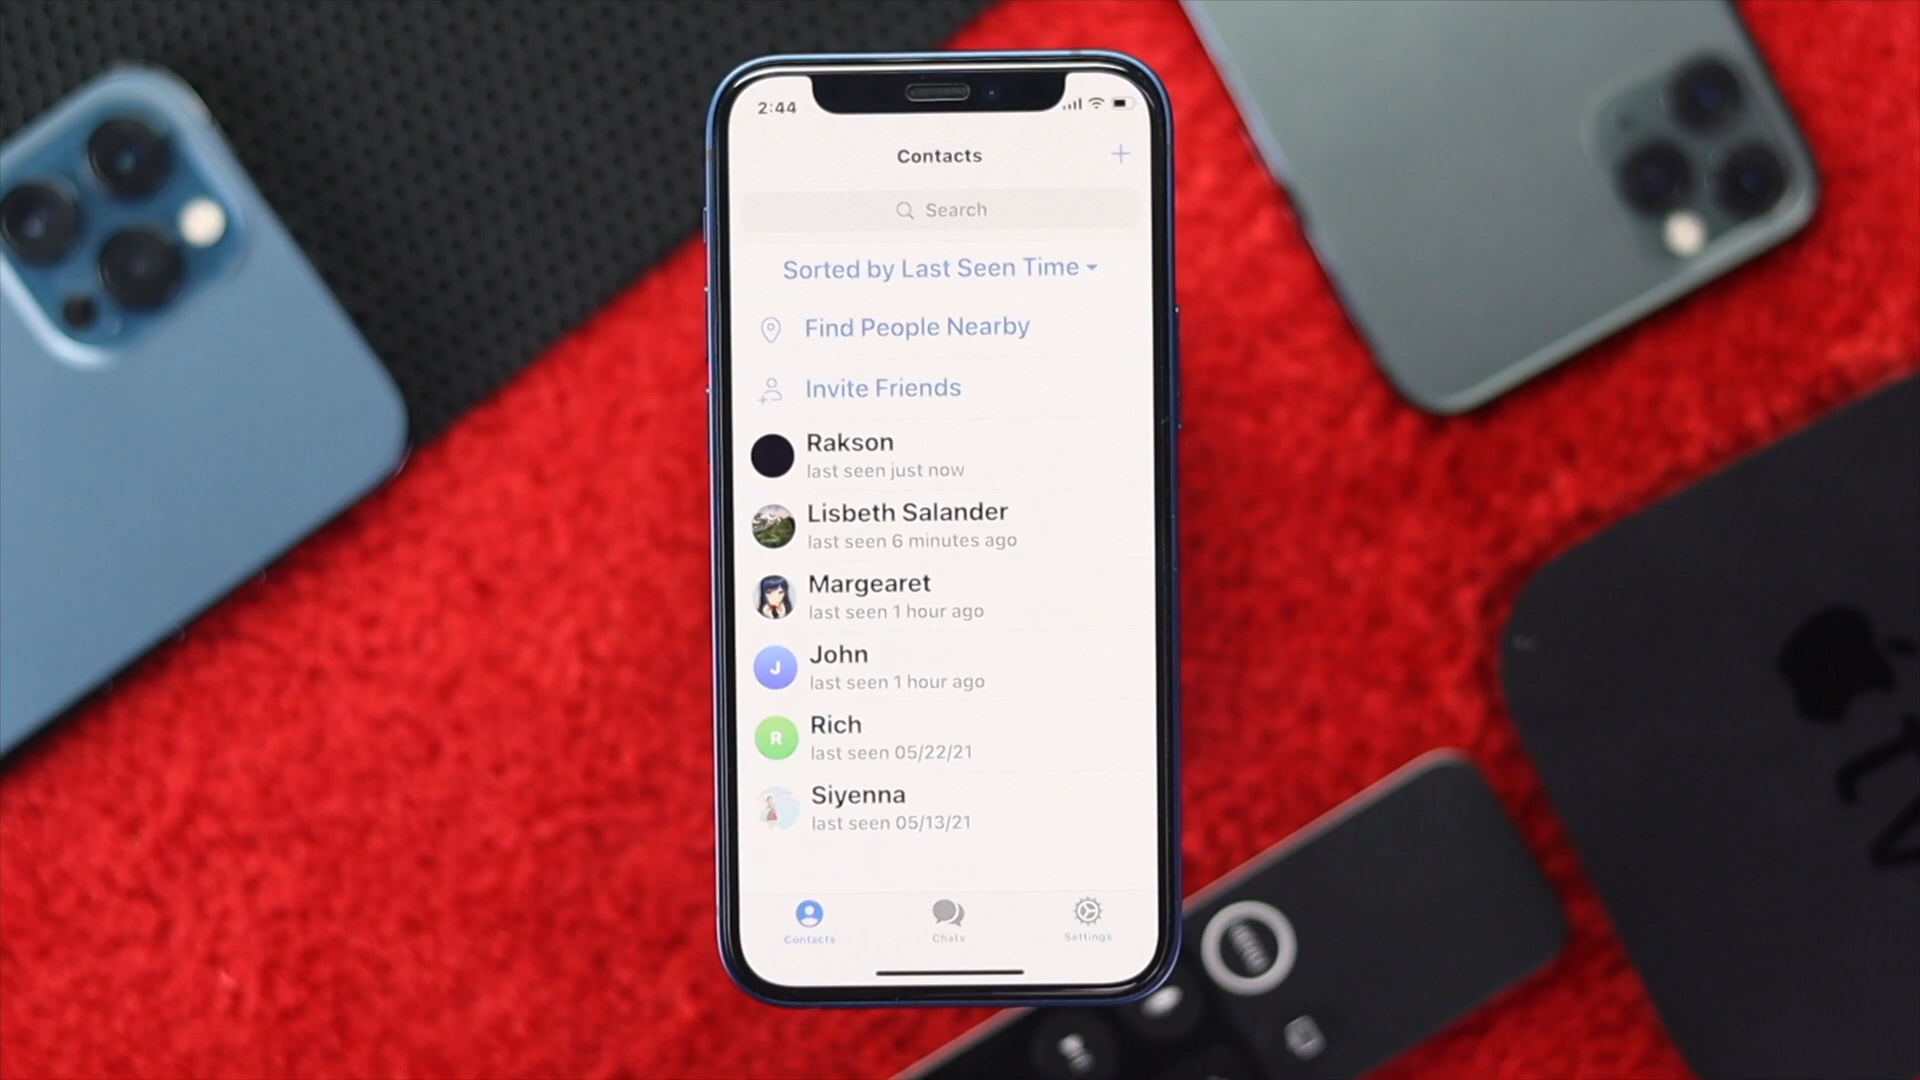 2:44
Contacts
Search
Sorted by Last Seen Time
Find People Nearby
Invite Friends
Rakson
last seen just now
Lisbeth Salander
last seen 6 minutes ago
Margearet
last seen 1 hour ago
J
John
last seen 1 hour ago
R
Rich
last seen 05/22/21
Siyenna
last seen 05/13/21
Contacts
Chats
Settings